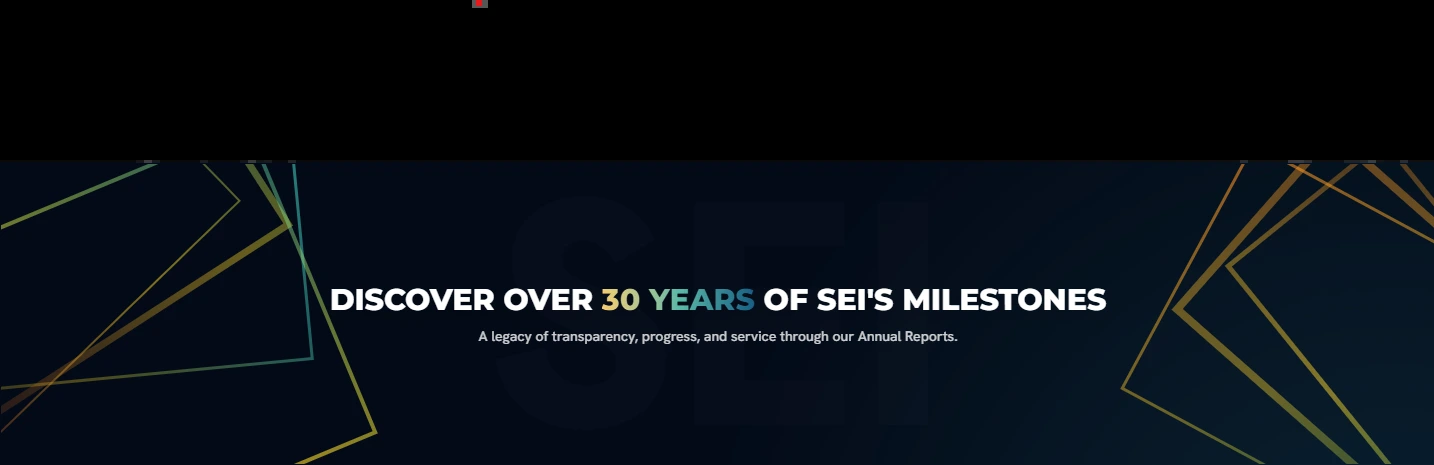 SEI
DISCOVER OVER 30 YEARS OF SEI'S MILESTONES
A legacy of transparency, progress, and service through our Annual Reports.